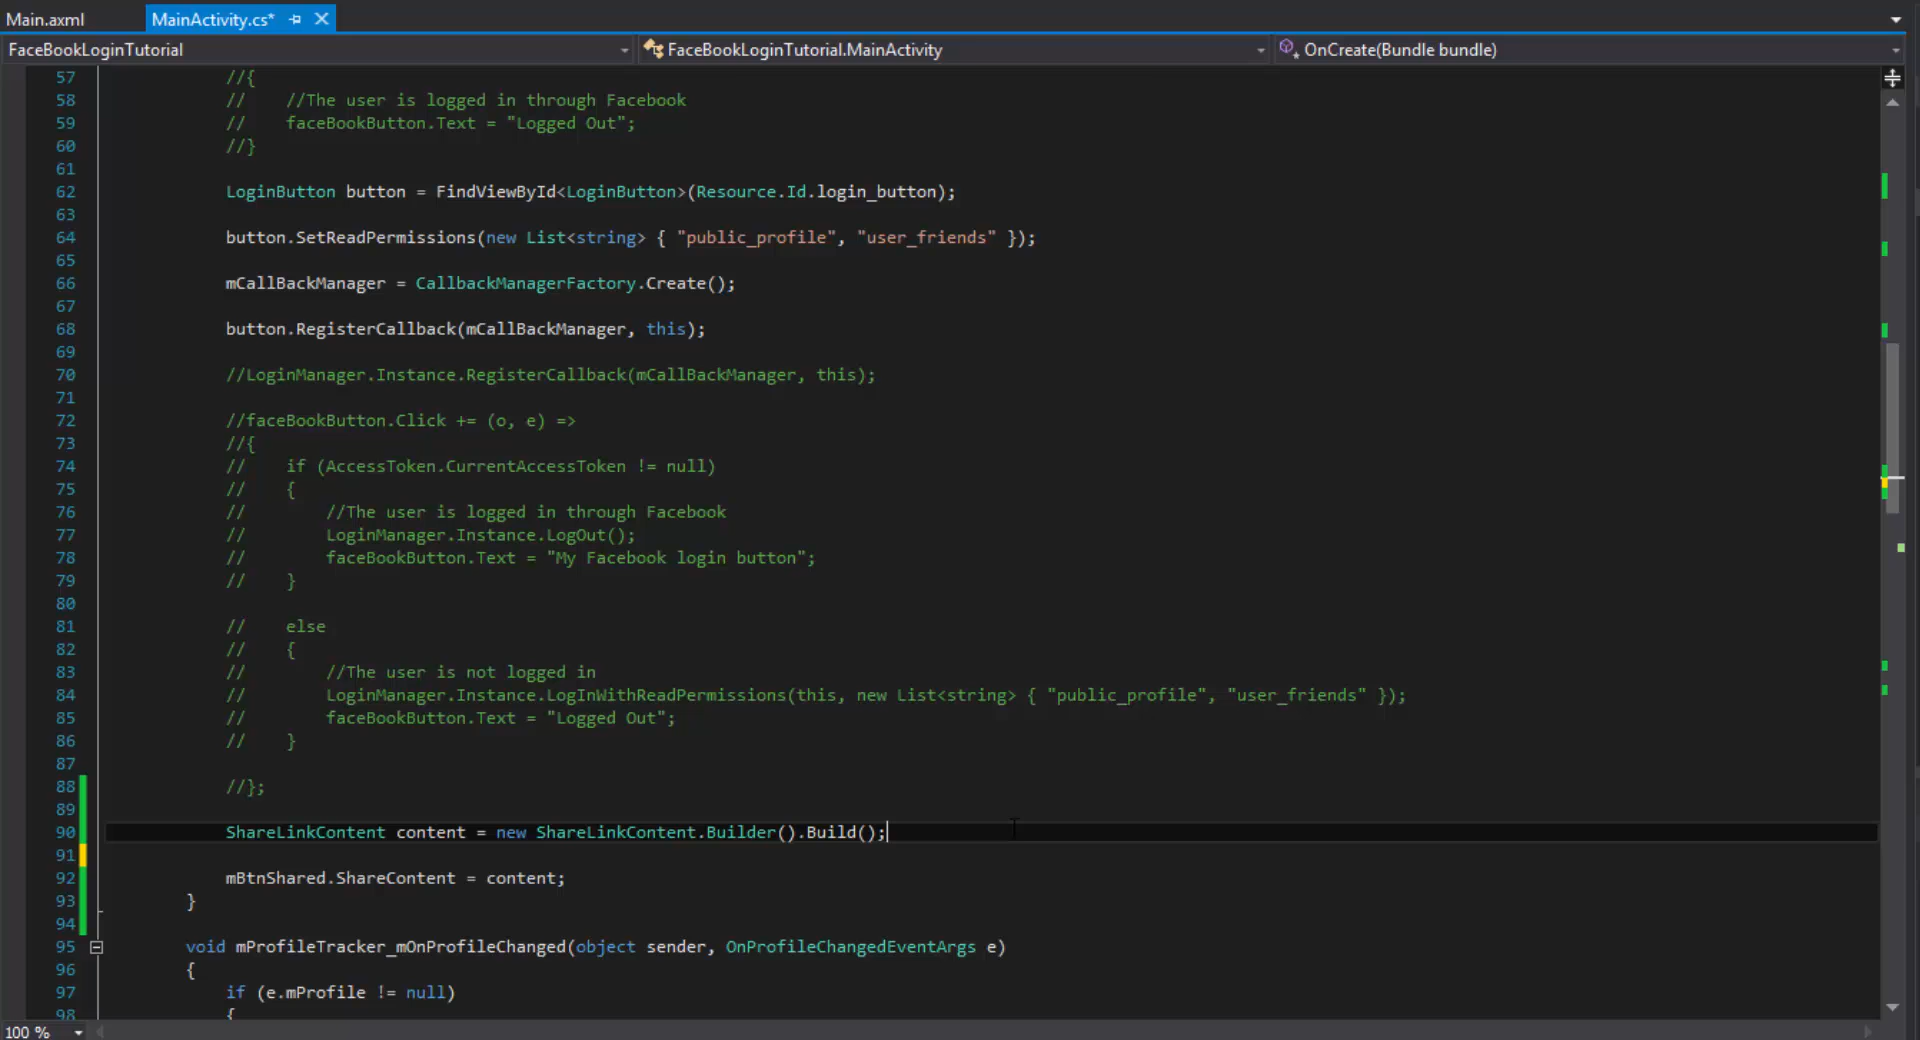 Main.axml
MainActivity.cs*
FaceBookLoginTutorial
FaceBookLoginTutorial.MainActivity
OnCreate(Bundle bundle)
57 //{
58 //    //The user is logged in through Facebook
59 //    faceBookButton.Text = "Logged Out";
60 //}
61
62 LoginButton button = FindViewById<LoginButton>(Resource.Id.login_button);
63
64 button.SetReadPermissions(new List<string> { "public_profile", "user_friends" });
65
66 mCallBackManager = CallbackManagerFactory.Create();
67
68 button.RegisterCallback(mCallBackManager, this);
69
70 //LoginManager.Instance.RegisterCallback(mCallBackManager, this);
71
72 //faceBookButton.Click += (o, e) =>
73 //{
74 //    if (AccessToken.CurrentAccessToken != null)
75 //    {
76 //        //The user is logged in through Facebook
77 //        LoginManager.Instance.LogOut();
78 //        faceBookButton.Text = "My Facebook login button";
79 //    }
80
81 //    else
82 //    {
83 //        //The user is not logged in
84 //        LoginManager.Instance.LogInWithReadPermissions(this, new List<string> { "public_profile", "user_friends" });
85 //        faceBookButton.Text = "Logged Out";
86 //    }
87
88 //};
89
90 ShareLinkContent content = new ShareLinkContent.Builder().Build();
91
92 mBtnShared.ShareContent = content;
93 }
94
95 void mProfileTracker_mOnProfileChanged(object sender, OnProfileChangedEventArgs e)
96 {
97 if (e.mProfile != null)
98 {
100 %